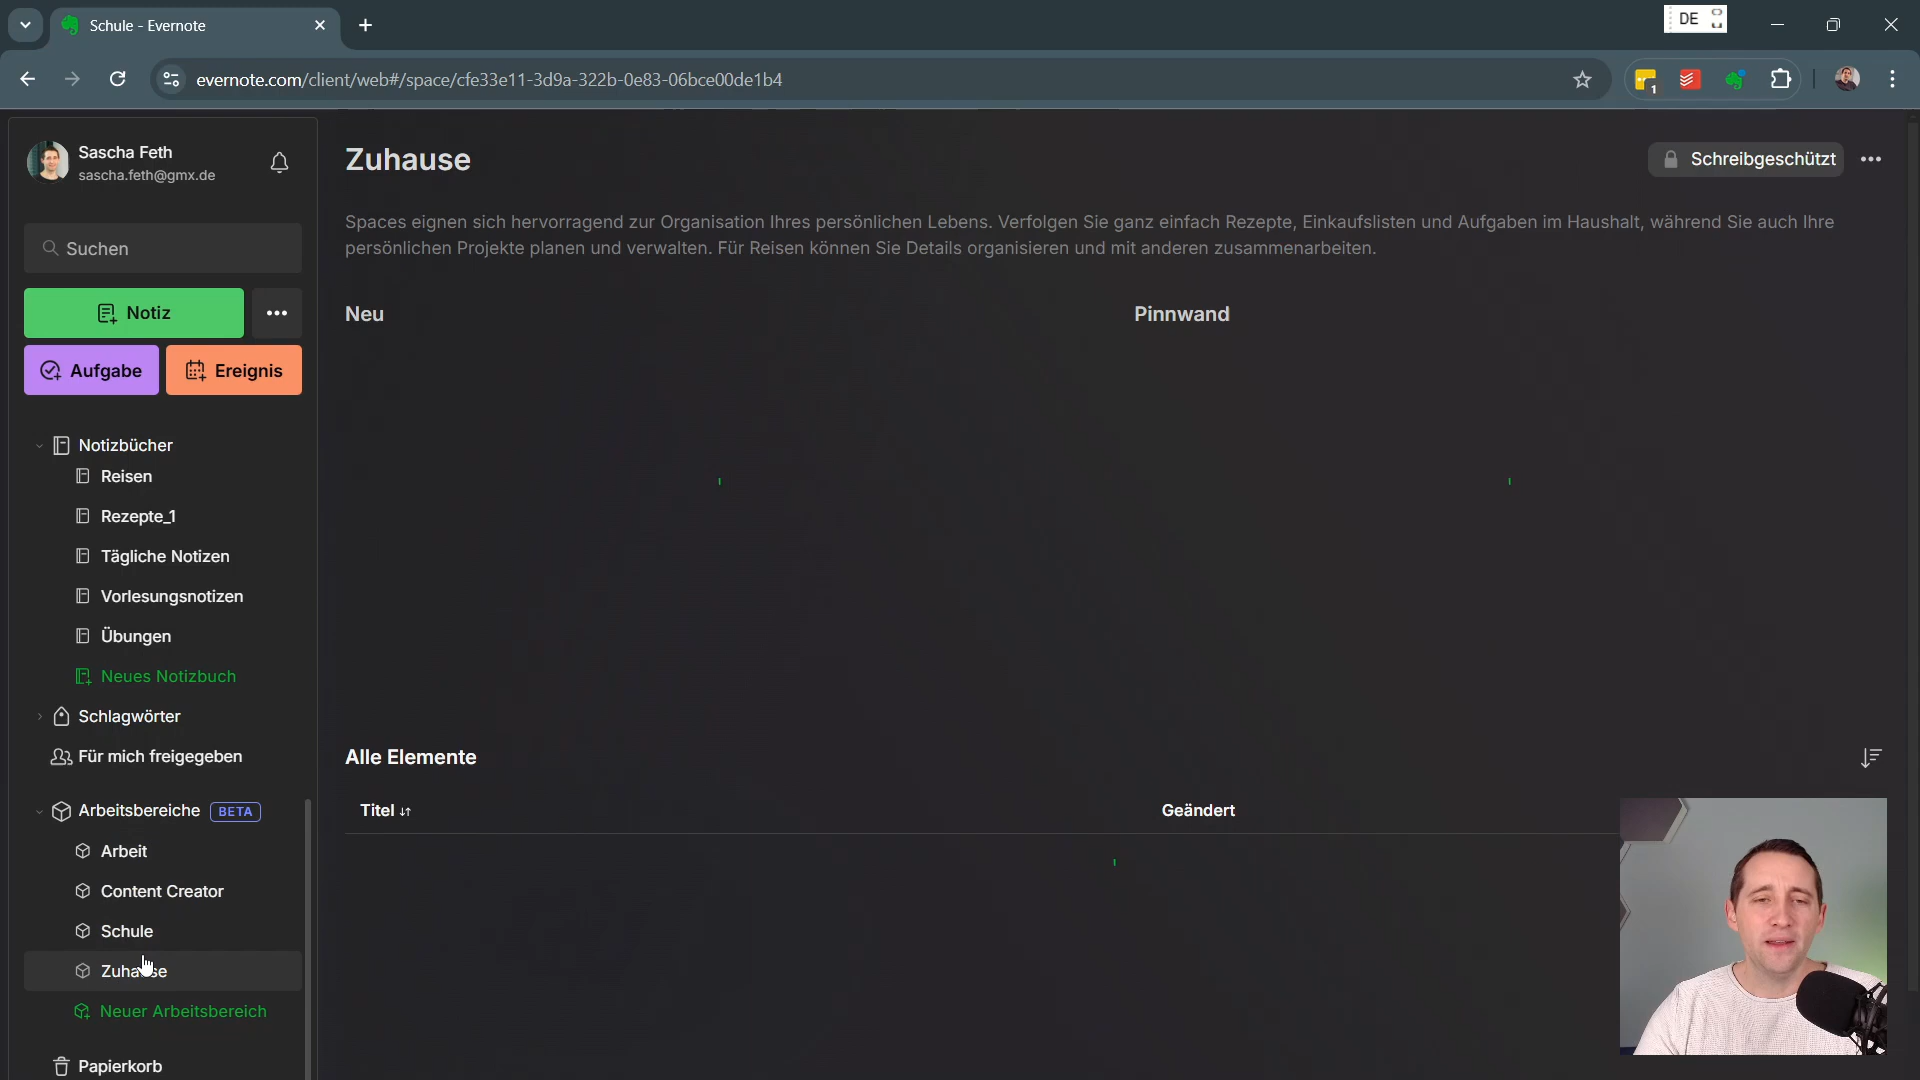 Schule - Evernote
DE
evernote.com/client/web#/space/cfe33e11-3d9a-322b-0e83-06bce00de1b4
1
Sascha Feth
sascha.feth@gmx.de
Suchen
Notiz
Aufgabe
Ereignis
Notizbücher
Reisen
Rezepte_1
Tägliche Notizen
Vorlesungsnotizen
Übungen
Neues Notizbuch
Schlagwörter
Für mich freigegeben
Arbeitsbereiche BETA
Arbeit
Content Creator
Schule
Zuhause
Neuer Arbeitsbereich
Papierkorb
Zuhause
Schreibgeschützt
Spaces eignen sich hervorragend zur Organisation Ihres persönlichen Lebens. Verfolgen Sie ganz einfach Rezepte, Einkaufslisten und Aufgaben im Haushalt, während Sie auch Ihre
persönlichen Projekte planen und verwalten. Für Reisen können Sie Details organisieren und mit anderen zusammenarbeiten.
Neu
Pinnwand
Alle Elemente
Titel
Geändert